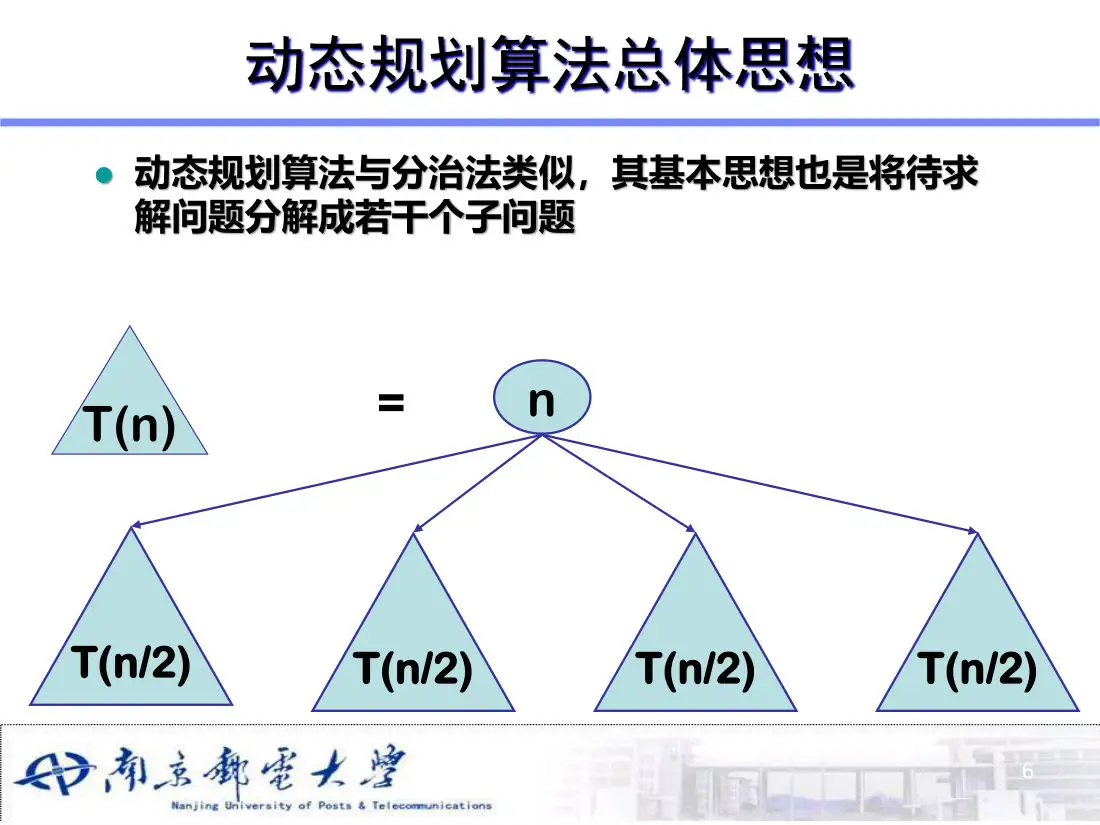 动态规划算法总体思想
动态规划算法与分治法类似，其基本思想也是将待求
解问题分解成若干个子问题
T(n)
=
n
T(n/2)
T(n/2)
T(n/2)
T(n/2)
南京郵電大學
Nanjing University of Posts & Telecommunications
6